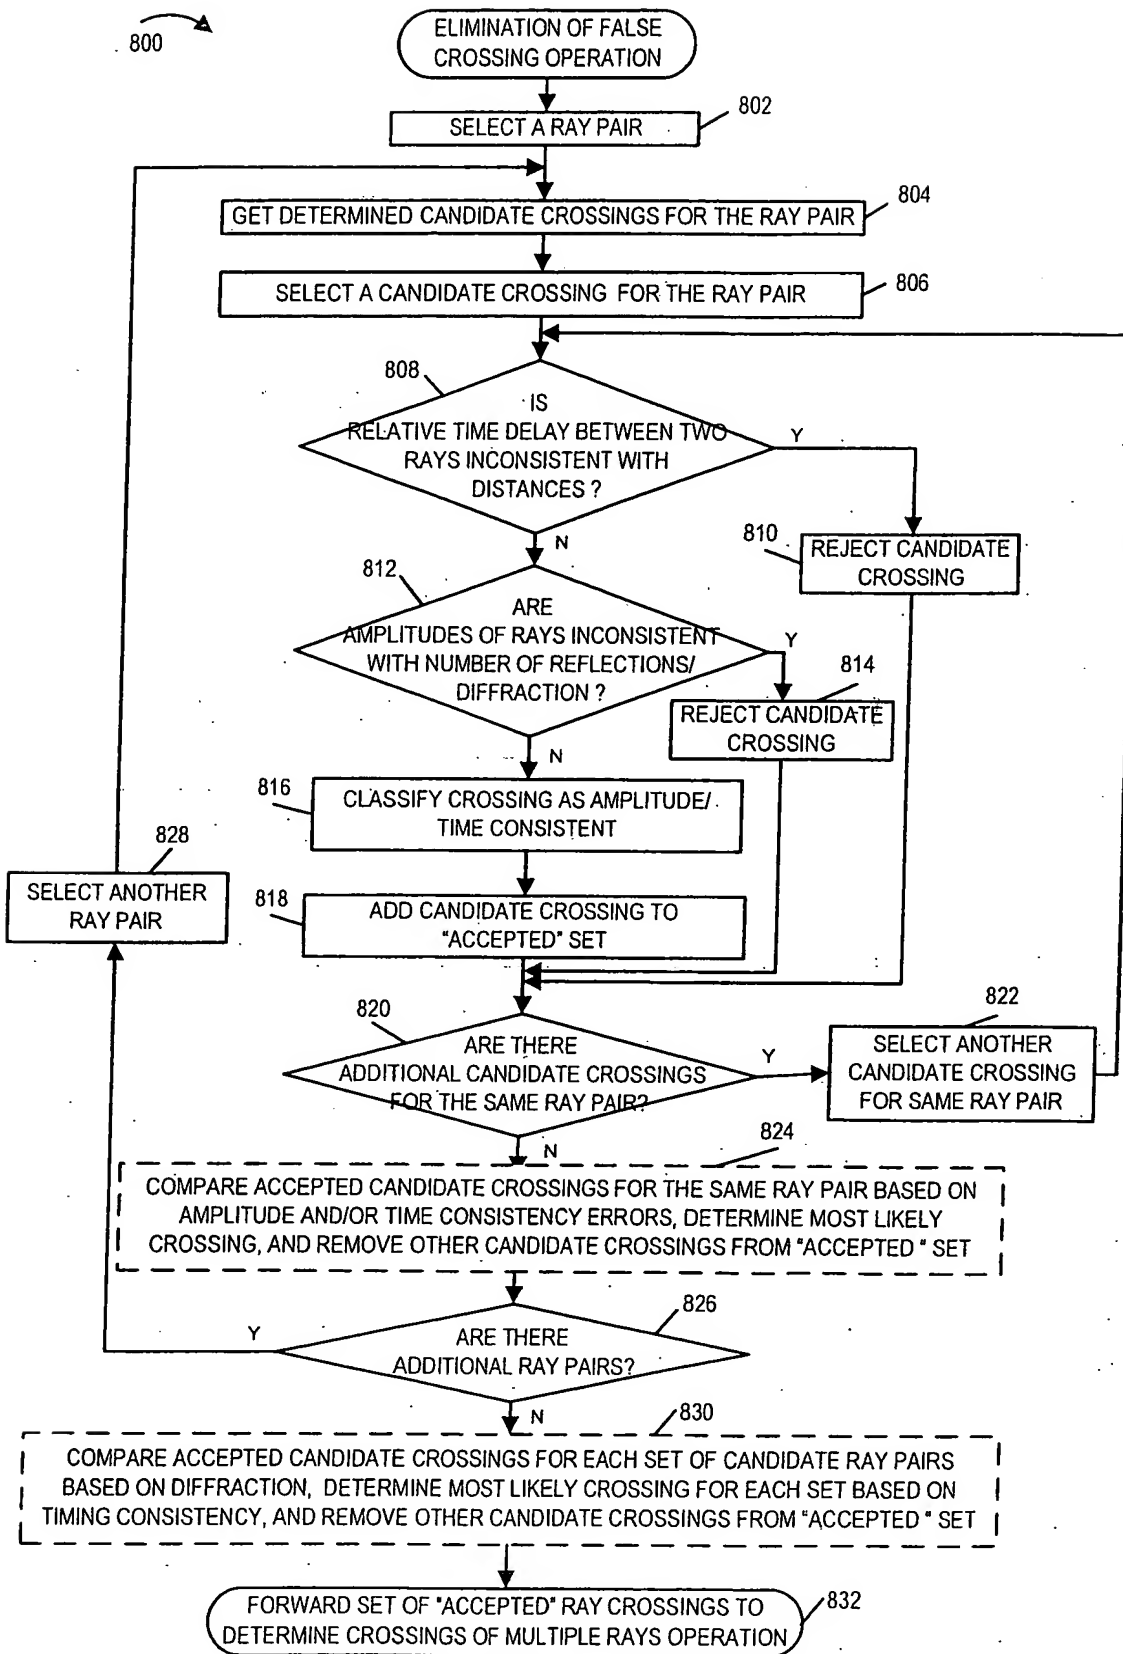 800
ELIMINATION OF FALSE
CROSSING OPERATION
802
SELECT A RAY PAIR
804
GET DETERMINED CANDIDATE CROSSINGS FOR THE RAY PAIR
SELECT A CANDIDATE CROSSING FOR THE RAY PAIR
806
808
IS
RELATIVE TIME DELAY BETWEEN TWO
RAYS INCONSISTENT WITH
DISTANCES ?
Y
N
810
REJECT CANDIDATE
CROSSING
812
ARE
AMPLITUDES OF RAYS INCONSISTENT
WITH NUMBER OF REFLECTIONS/
DIFFRACTION ?
Y
N
814
REJECT CANDIDATE
CROSSING
816
CLASSIFY CROSSING AS AMPLITUDE/
TIME CONSISTENT
828
SELECT ANOTHER
RAY PAIR
818
ADD CANDIDATE CROSSING TO
"ACCEPTED" SET
820
ARE THERE
ADDITIONAL CANDIDATE CROSSINGS
FOR THE SAME RAY PAIR?
Y
N
822
SELECT ANOTHER
CANDIDATE CROSSING
FOR SAME RAY PAIR
824
COMPARE ACCEPTED CANDIDATE CROSSINGS FOR THE SAME RAY PAIR BASED ON
AMPLITUDE AND/OR TIME CONSISTENCY ERRORS, DETERMINE MOST LIKELY
CROSSING, AND REMOVE OTHER CANDIDATE CROSSINGS FROM "ACCEPTED" SET
826
ARE THERE
ADDITIONAL RAY PAIRS?
Y
N
830
COMPARE ACCEPTED CANDIDATE CROSSINGS FOR EACH SET OF CANDIDATE RAY PAIRS
BASED ON DIFFRACTION, DETERMINE MOST LIKELY CROSSING FOR EACH SET BASED ON
TIMING CONSISTENCY, AND REMOVE OTHER CANDIDATE CROSSINGS FROM "ACCEPTED" SET
FORWARD SET OF "ACCEPTED" RAY CROSSINGS TO
DETERMINE CROSSINGS OF MULTIPLE RAYS OPERATION
832